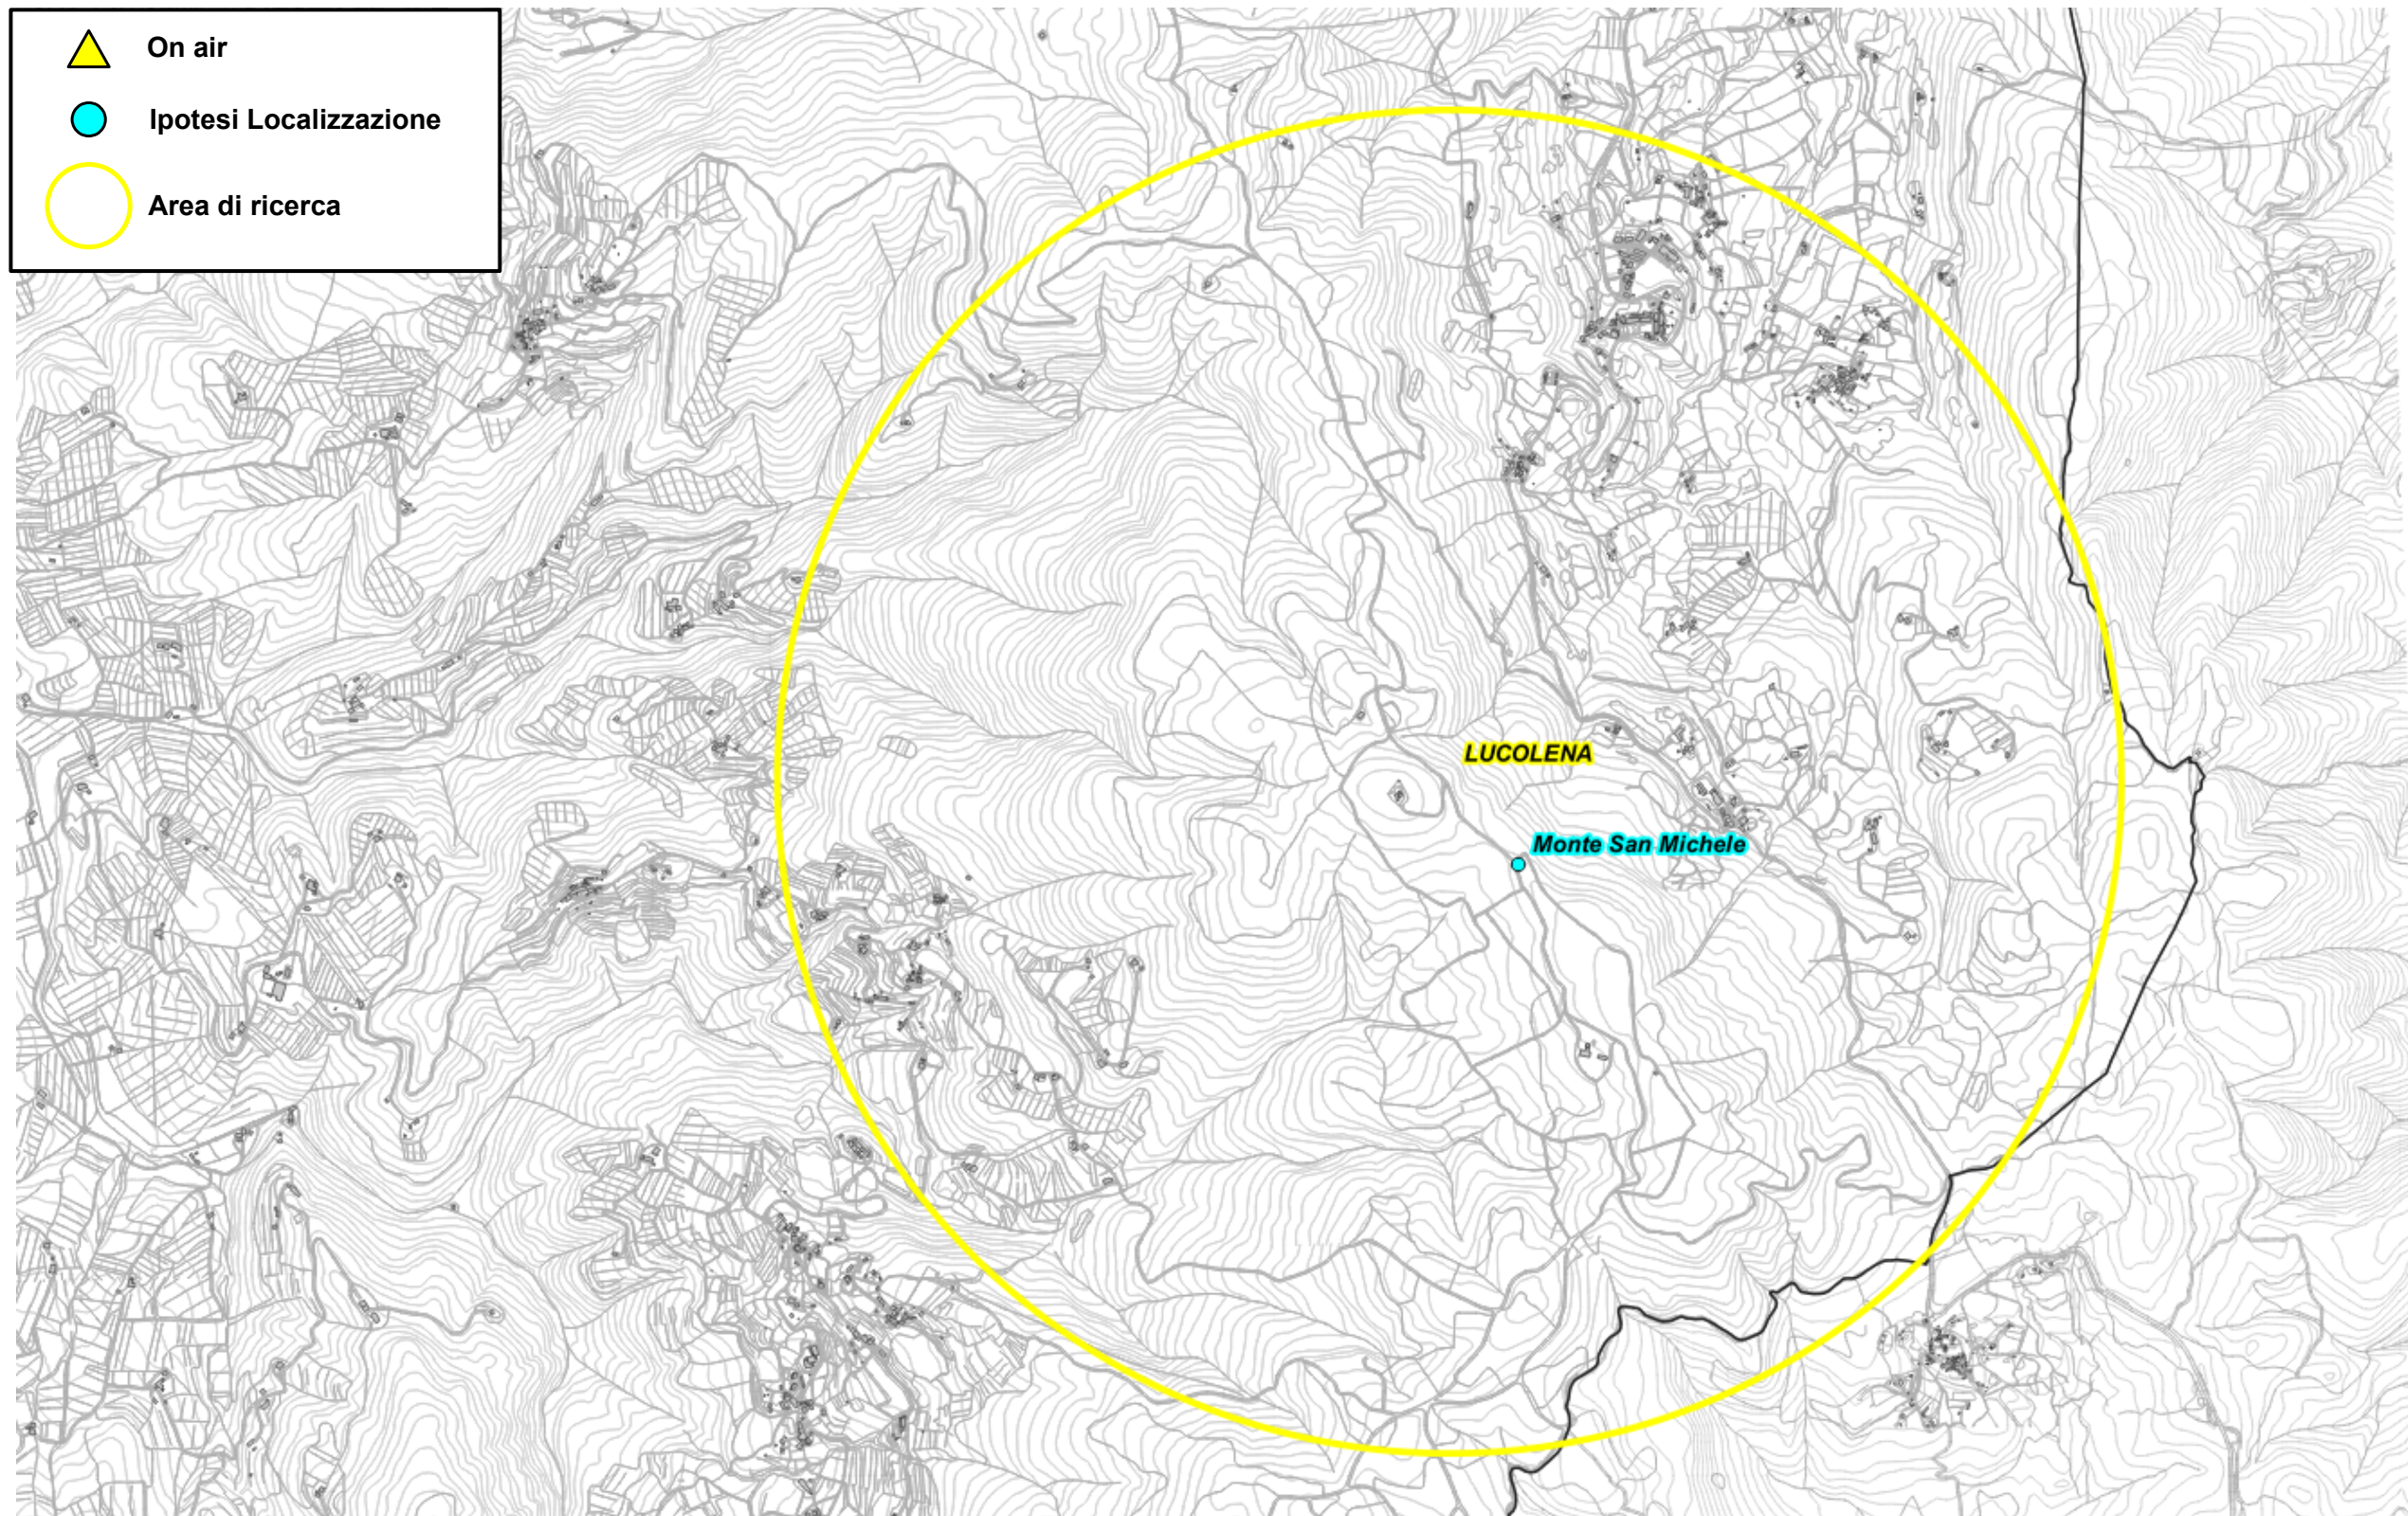 On air
Ipotesi Localizzazione
Area di ricerca
LUCOLENA
Monte San Michele